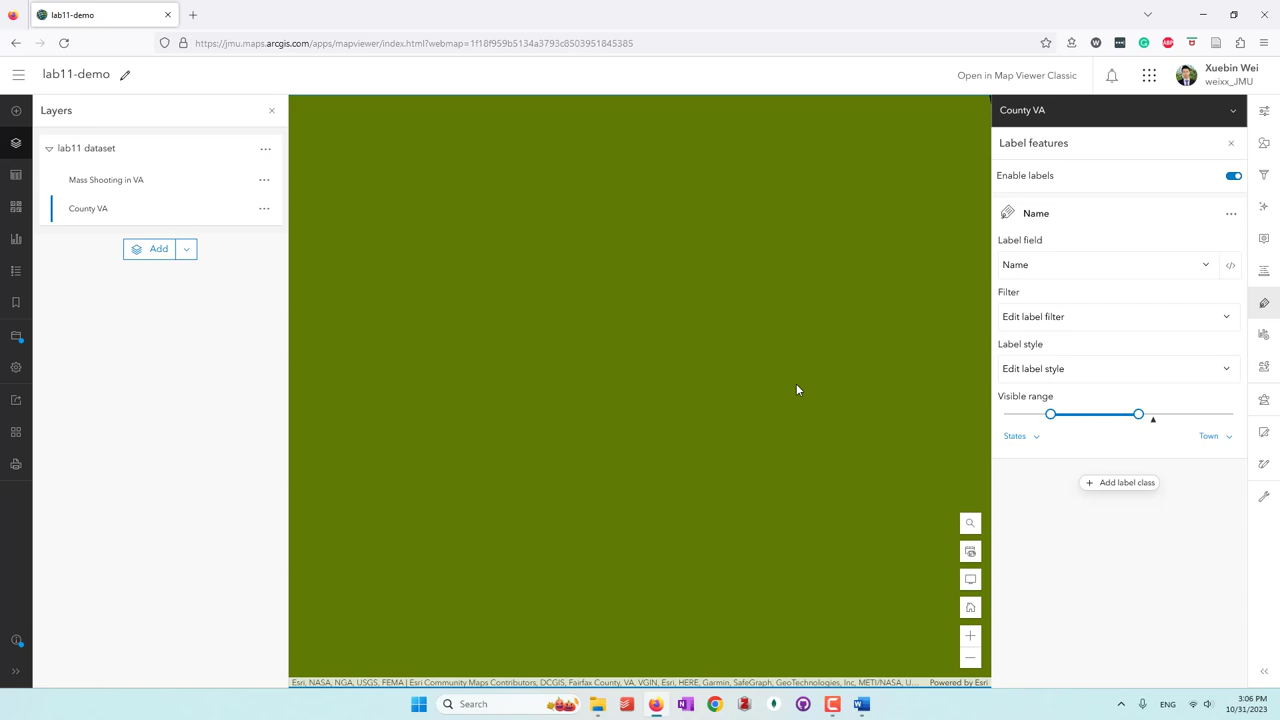 lab11-demo
https://jmu.maps.arcgis.com/apps/mapviewer/index.html?webmap=1f18f959b5134a3793c8503951845385
lab11-demo
Open in Map Viewer Classic
Xuebin Wei
weixx_JMU
Layers
lab11 dataset
Mass Shooting in VA
County VA
Add
County VA
Label features
Enable labels
Name
Label field
Name
Filter
Edit label filter
Label style
Edit label style
Visible range
States
Town
Add label class
Esri, NASA, NGA, USGS, FEMA | Esri Community Maps Contributors, DCGIS, Fairfax County, VA, VGIN, Esri, HERE, Garmin, SafeGraph, GeoTechnologies, Inc, METI/NASA, U...
Powered by Esri
Search
ENG
3:06 PM
10/31/2023